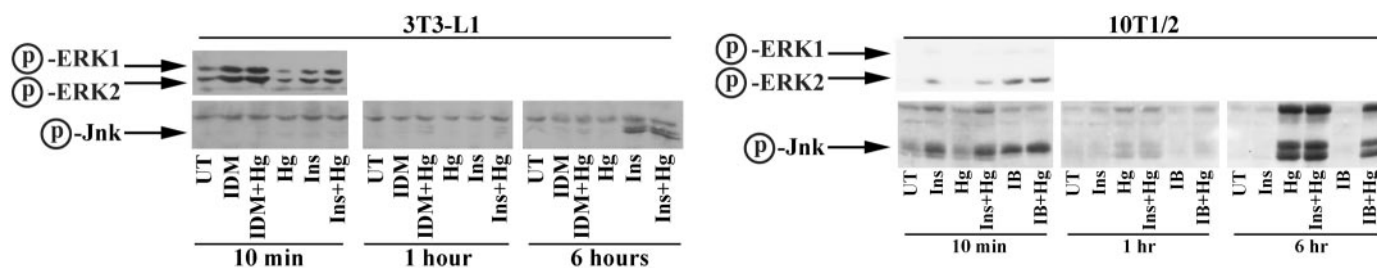 3T3-L1
ⓟ-ERK1
ⓟ-ERK2
ⓟ-Jnk
UT
IDM
IDM+Hg
Hg
Ins
Ins+Hg
UT
IDM
IDM+Hg
Hg
Ins
Ins+Hg
UT
IDM
IDM+Hg
Hg
Ins
Ins+Hg
10 min
1 hour
6 hours
10T1/2
ⓟ-ERK1
ⓟ-ERK2
ⓟ-Jnk
UT
Ins
Hg
Ins+Hg
IB
IB+Hg
UT
Ins
Hg
Ins+Hg
IB
IB+Hg
UT
Ins
Hg
Ins+Hg
IB
IB+Hg
10 min
1 hr
6 hr